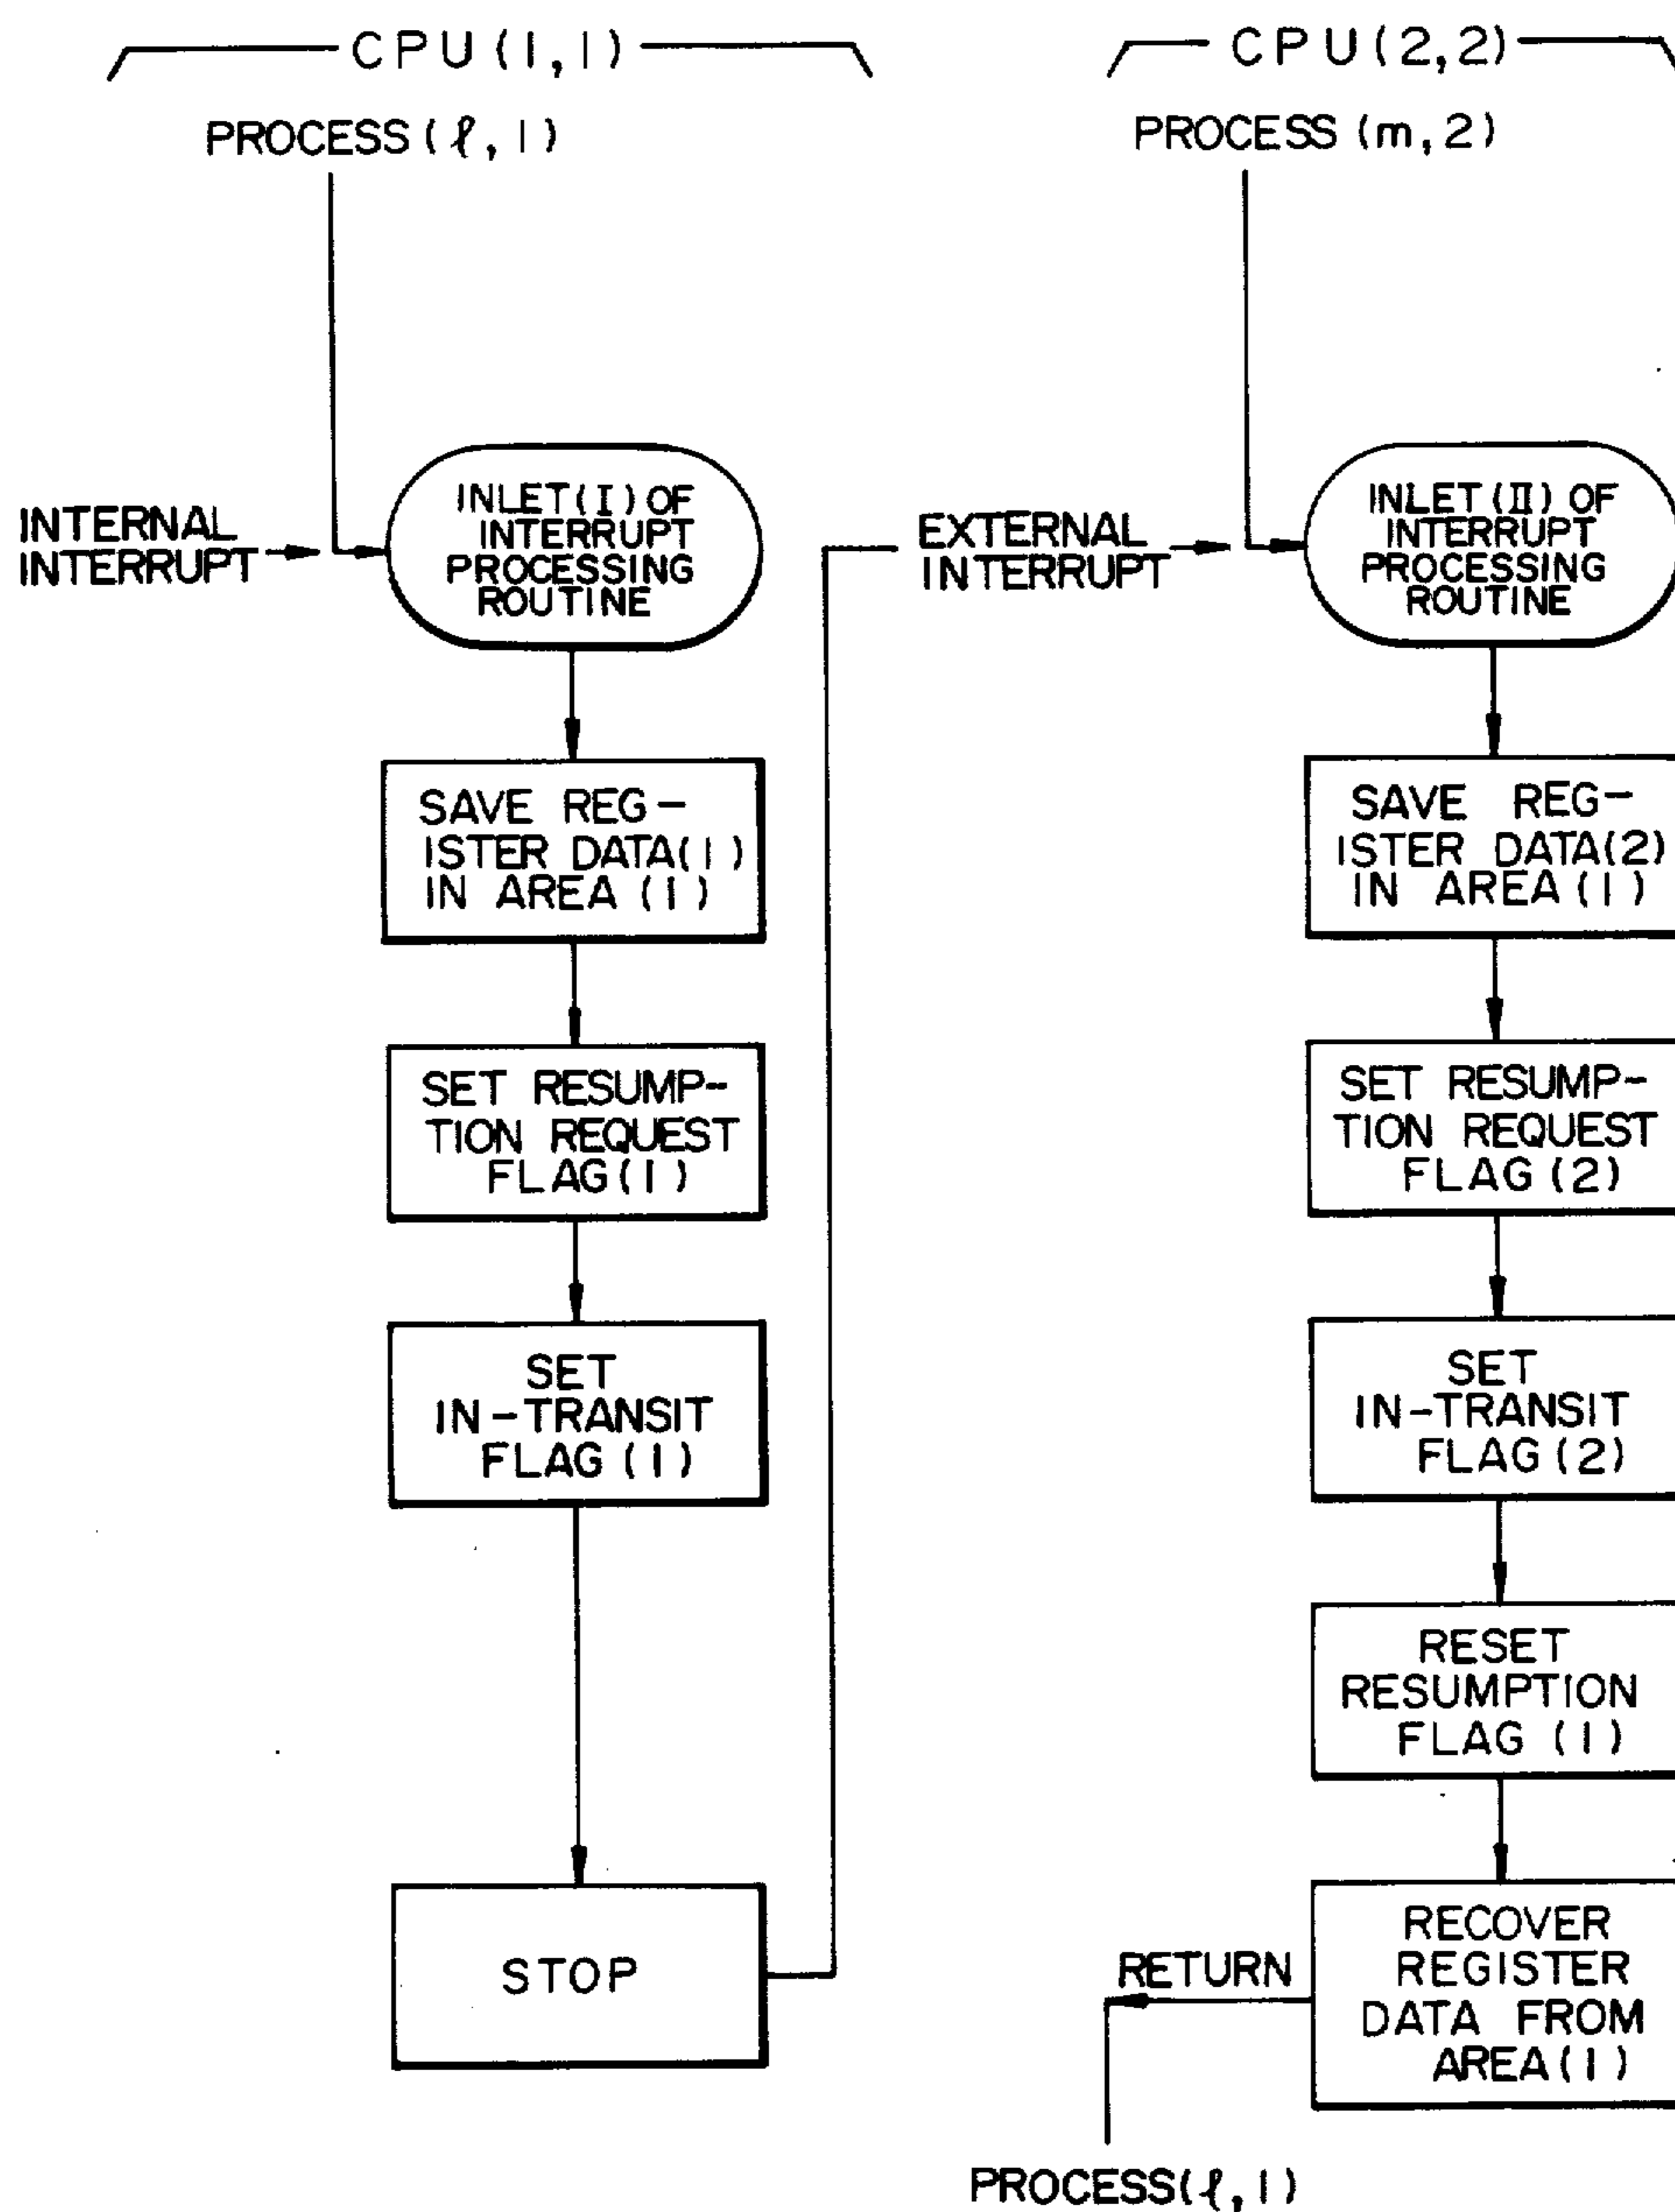 CPU(1,1)
PROCESS(ℓ,1)
INTERNAL
INTERRUPT
INLET(I) OF
INTERRUPT
PROCESSING
ROUTINE
SAVE REG-
ISTER DATA(1)
IN AREA (1)
SET RESUMP-
TION REQUEST
FLAG(1)
SET
IN-TRANSIT
FLAG (1)
STOP
CPU(2,2)
PROCESS (m,2)
EXTERNAL
INTERRUPT
INLET (II) OF
INTERRUPT
PROCESSING
ROUTINE
SAVE REG-
ISTER DATA(2)
IN AREA (1)
SET RESUMP-
TION REQUEST
FLAG (2)
SET
IN-TRANSIT
FLAG (2)
RESET
RESUMPTION
FLAG (1)
RECOVER
REGISTER
DATA FROM
AREA(1)
RETURN
PROCESS(ℓ,1)